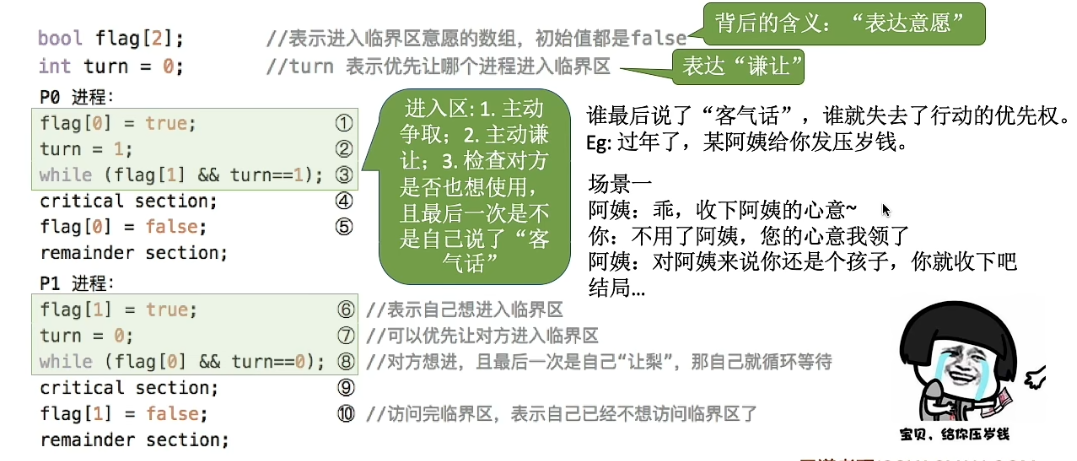 bool flag[2]; //表示进入临界区意愿的数组，初始值都是false
背后的含义：“表达意愿”
int turn = 0; //turn 表示优先让哪个进程进入临界区
表达“谦让”
P0 进程：
flag[0] = true; ①
turn = 1; ②
while (flag[1] && turn==1); ③
critical section; ④
flag[0] = false; ⑤
remainder section;
进入区: 1. 主动
争取；2. 主动谦
让；3. 检查对方
是否也想使用，
且最后一次是不
是自己说了“客
气话”
谁最后说了“客气话”，谁就失去了行动的优先权。
Eg: 过年了，某阿姨给你发压岁钱。
场景一
阿姨：乖，收下阿姨的心意~
你：不用了阿姨，您的心意我领了
阿姨：对阿姨来说你还是个孩子，你就收下吧
结局...
P1 进程：
flag[1] = true; ⑥ //表示自己想进入临界区
turn = 0; ⑦ //可以优先让对方进入临界区
while (flag[0] && turn==0); ⑧ //对方想进，且最后一次是自己“让梨”，那自己就循环等待
critical section; ⑨
flag[1] = false; ⑩ //访问完临界区，表示自己已经不想访问临界区了
remainder section;
宝贝、给你压岁钱